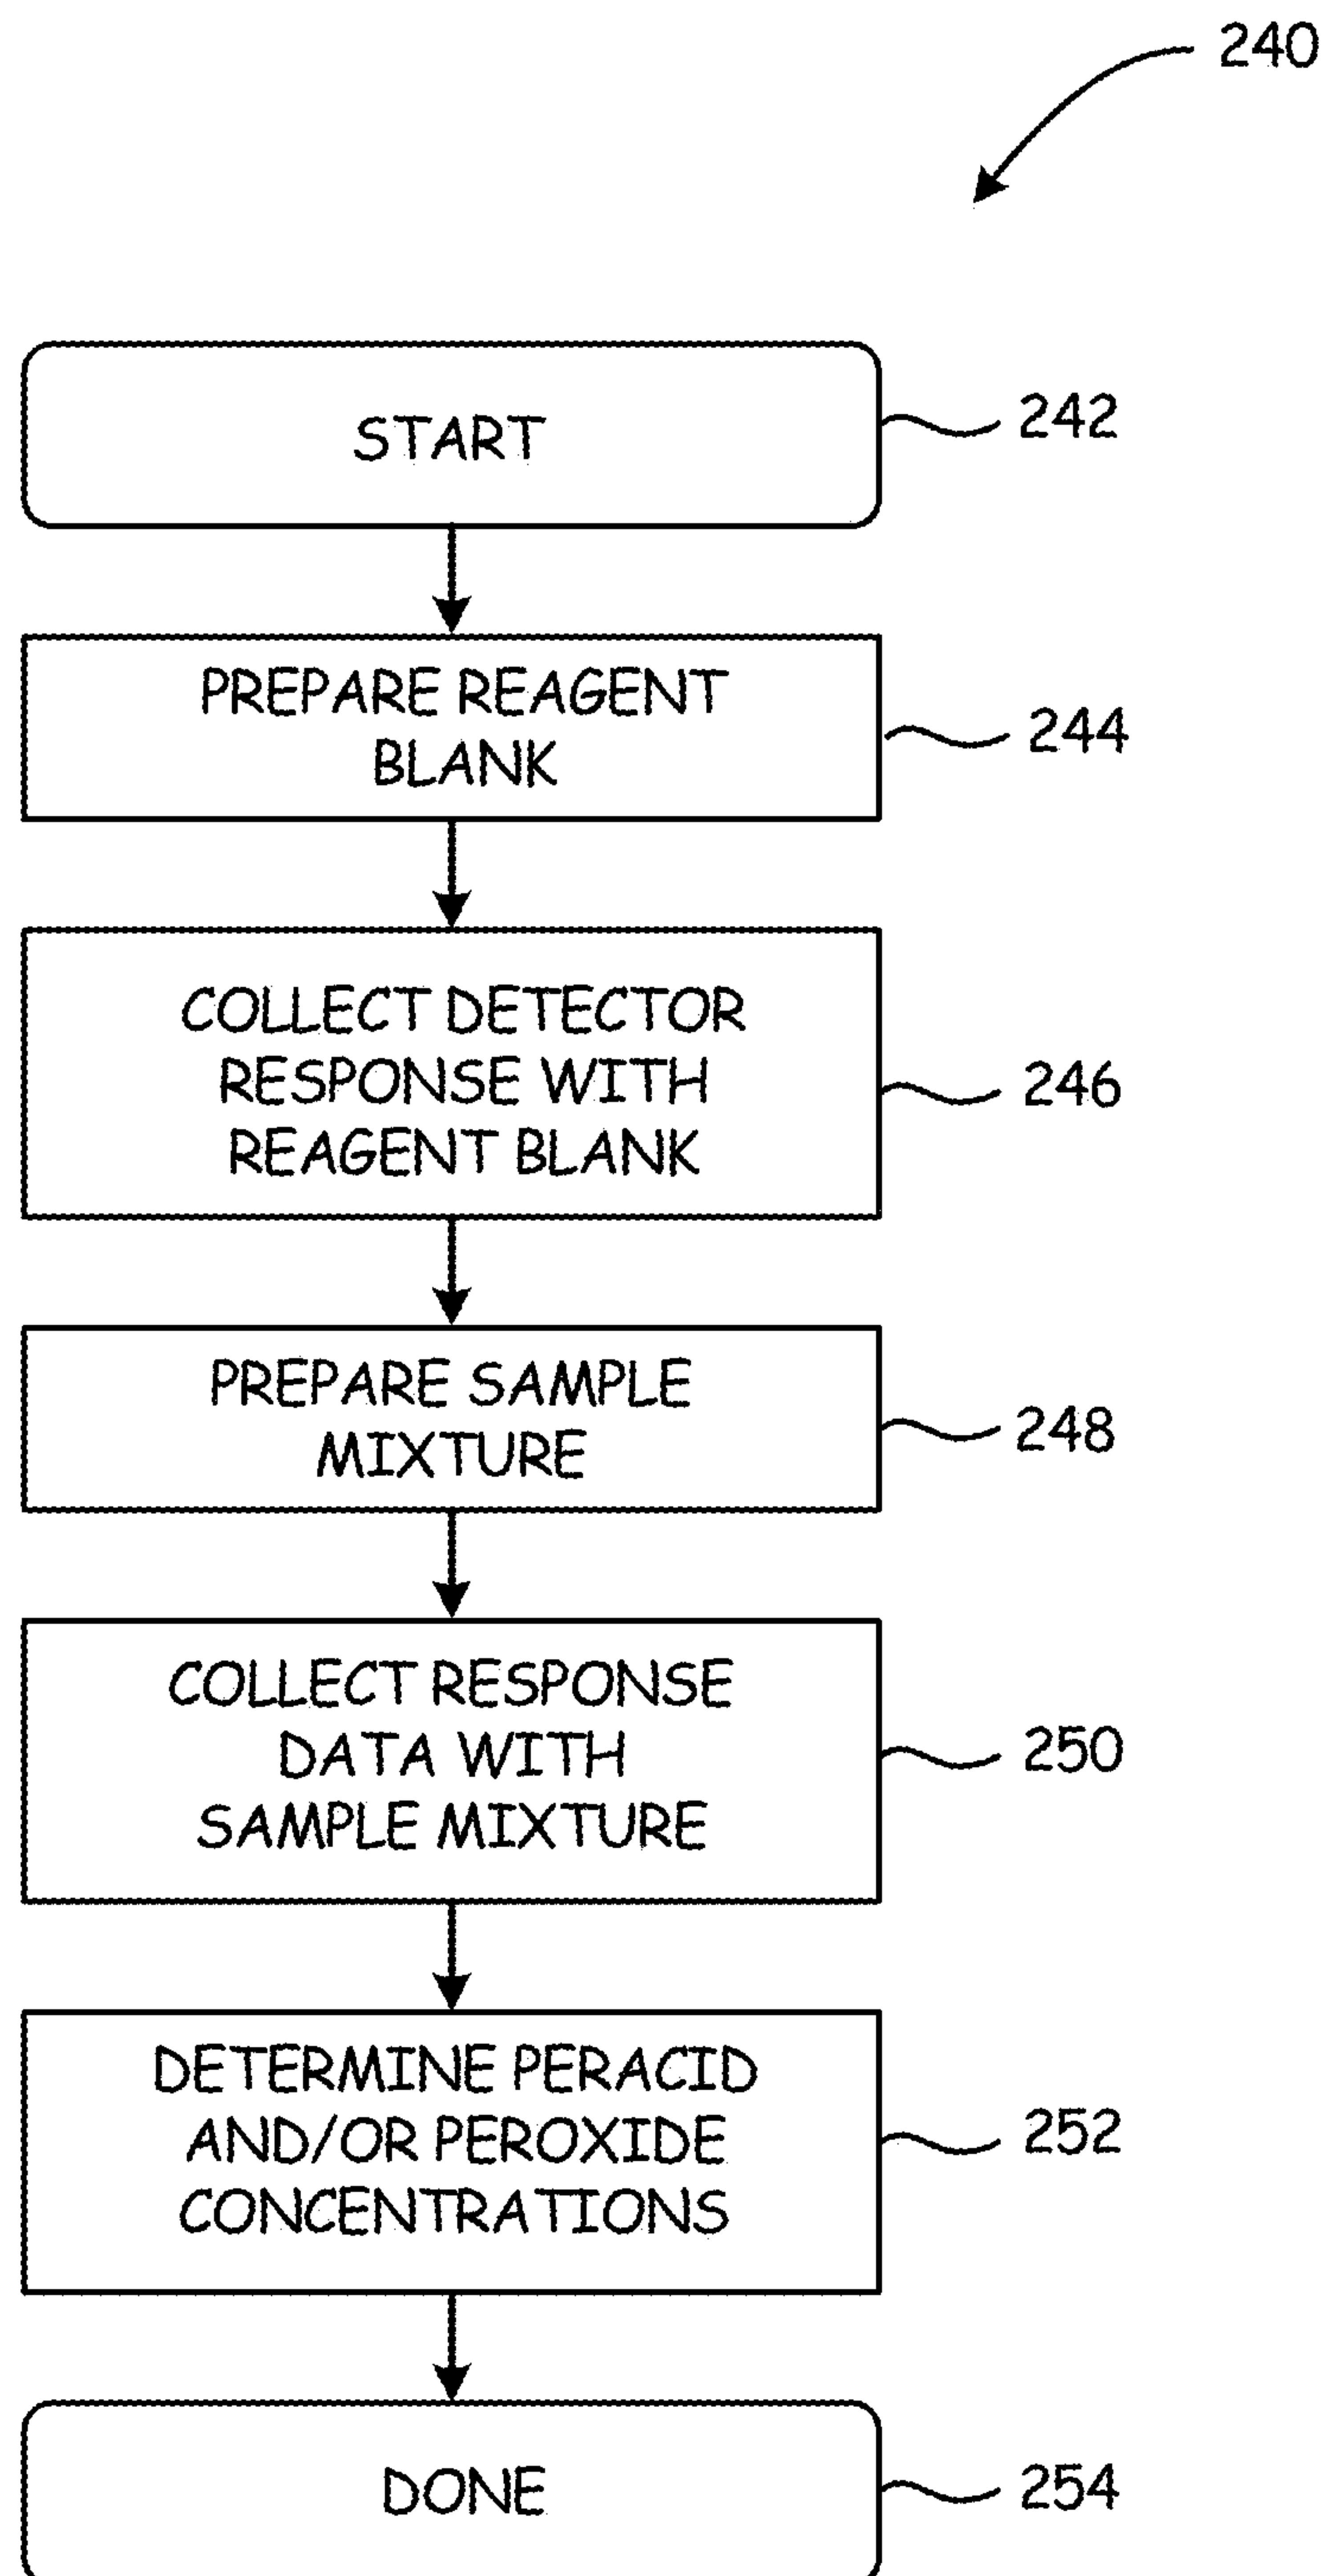 240
START
242
PREPARE REAGENT
BLANK
244
COLLECT DETECTOR
RESPONSE WITH
REAGENT BLANK
246
PREPARE SAMPLE
MIXTURE
248
COLLECT RESPONSE
DATA WITH
SAMPLE MIXTURE
250
DETERMINE PERACID
AND/OR PEROXIDE
CONCENTRATIONS
252
DONE
254